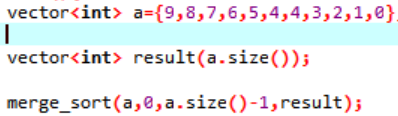 vector<int> a={9,8,7,6,5,4,4,3,2,1,0};
vector<int> result(a.size());
merge_sort(a,0,a.size()-1,result);